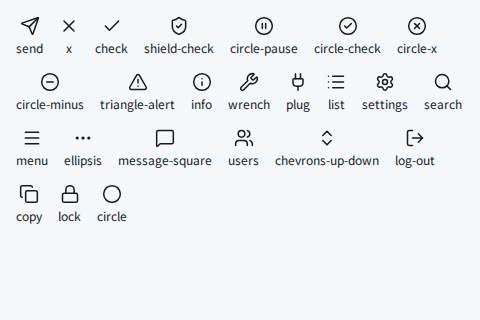 send x check shield-check circle-pause circle-check circle-x
circle-minus triangle-alert info wrench plug list settings search
menu ellipsis message-square users chevrons-up-down log-out
copy lock circle